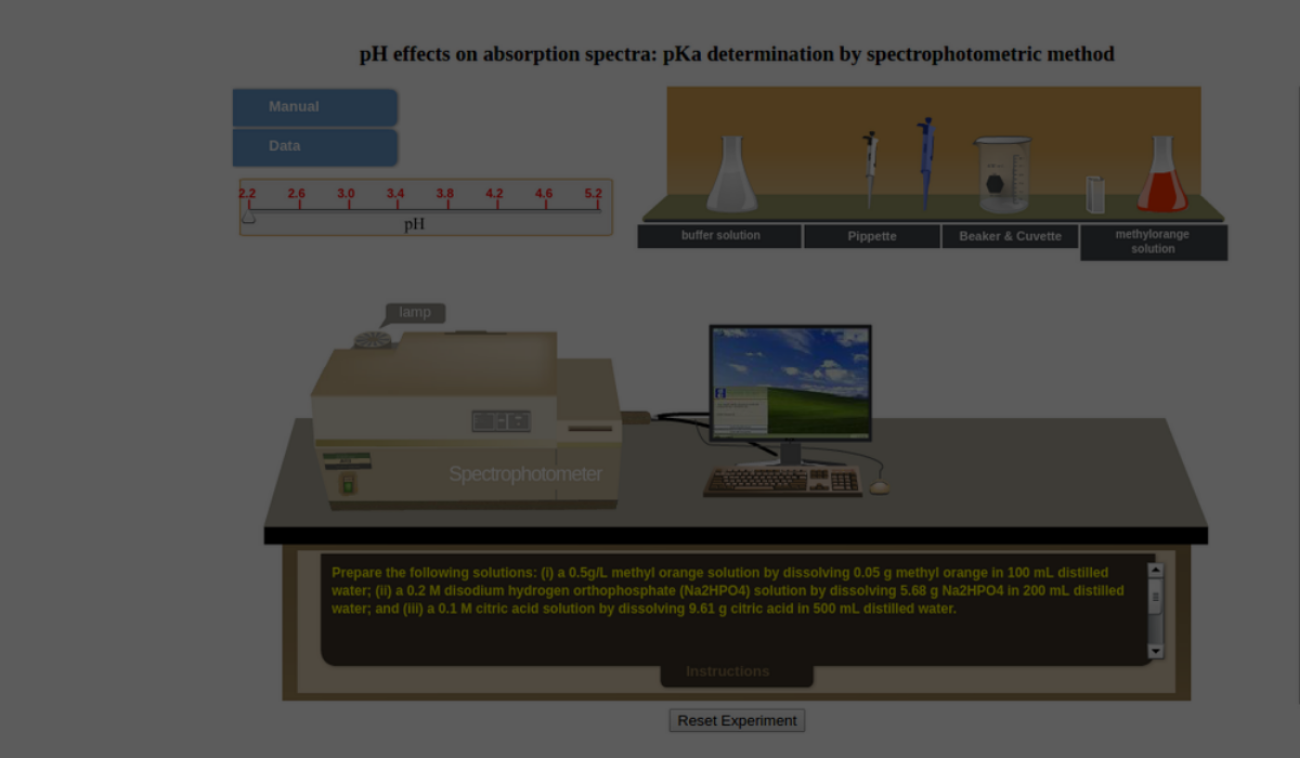 pH effects on absorption spectra: pKa determination by spectrophotometric method
Manual
Data
2.2 2.6 3.0 3.4 3.8 4.2 4.6 5.2
pH
buffer solution
Pippette
Beaker & Cuvette
methylorange
solution
lamp
Spectrophotometer
Prepare the following solutions: (i) a 0.5g/L methyl orange solution by dissolving 0.05 g methyl orange in 100 mL distilled
water; (ii) a 0.2 M disodium hydrogen orthophosphate (Na2HPO4) solution by dissolving 5.68 g Na2HPO4 in 200 mL distilled
water; and (iii) a 0.1 M citric acid solution by dissolving 9.61 g citric acid in 500 mL distilled water.
Instructions
Reset Experiment